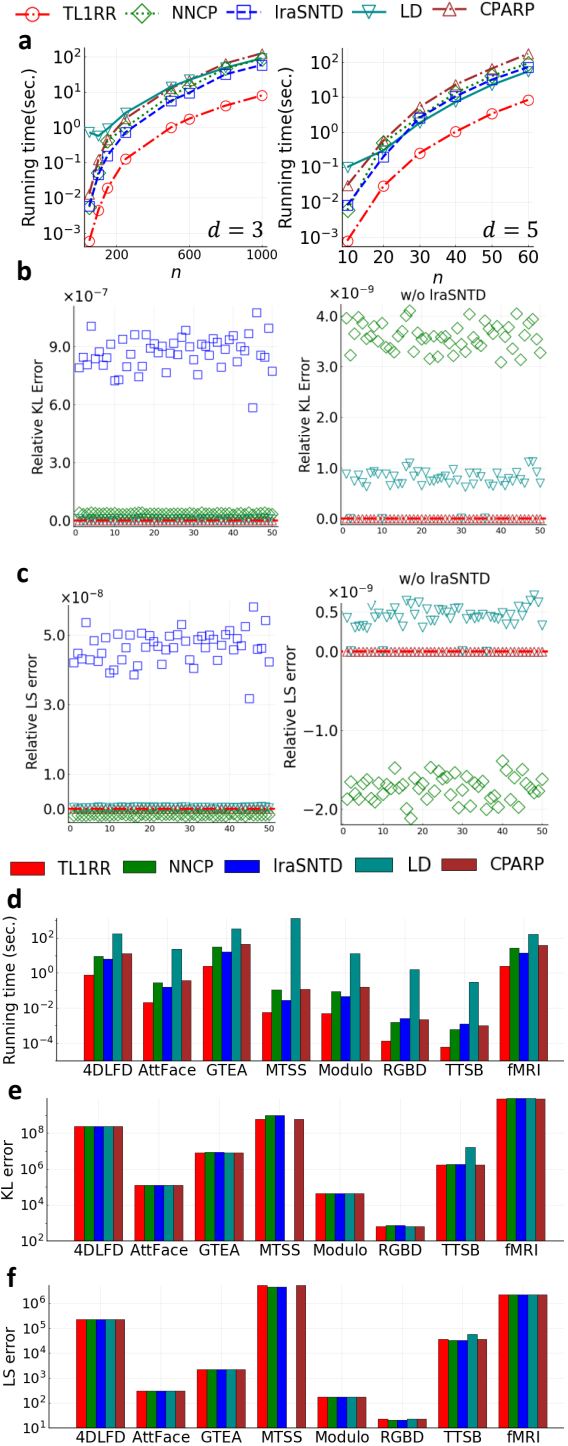 TL1RR NNCP lraSNTD LD CPARP
a
n = 3 n = 5
Running time(sec.)
10² 10¹ 10⁰ 10⁻¹ 10⁻² 10⁻³
d = 3
200 600 1000
n
Running time(sec.)
10² 10¹ 10⁰ 10⁻¹ 10⁻² 10⁻³
d = 5
10 20 30 40 50 60
n
b
×10⁻⁷
Relative KL Error
9.0 6.0 3.0 0.0
0 10 20 30 40 50
w/o lraSNTD
×10⁻⁹
Relative KL Error
4.0 3.0 2.0 1.0 0.0
0 10 20 30 40 50
c
×10⁻⁸
Relative LS error
5.0 3.0 1.0 0.0
0 10 20 30 40 50
w/o lraSNTD
×10⁻⁹
Relative LS error
0.5 0.0 −1.0 −2.0
0 10 20 30 40 50
TL1RR NNCP lraSNTD LD CPARP
d
Running time (sec.)
10² 10⁰ 10⁻² 10⁻⁴
4DLFD AttFace GTEA MTSS Modulo RGBD TTSB fMRI
e
KL error
10⁸ 10⁶ 10⁴ 10²
4DLFD AttFace GTEA MTSS Modulo RGBD TTSB fMRI
f
LS error
10⁶ 10⁵ 10⁴ 10³ 10² 10¹
4DLFD AttFace GTEA MTSS Modulo RGBD TTSB fMRI